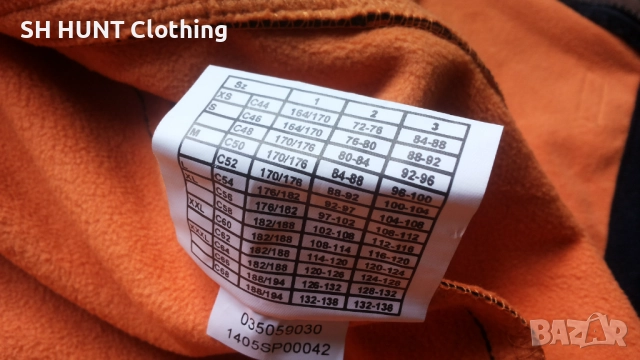 SH HUNT Clothing
Sz 1 2 3
XS C44 164/170 72-76 84-88
S C46 164/170 76-80 88-92
C48 170/176 80-84 92-96
M C50 170/176 84-88 96-100
C52 170/176 88-92 100-104
C54 176/182 92-97 104-108
XL C56 176/182 97-102 108-112
C58 182/188 102-108 112-116
XXL C60 182/188 108-114 116-120
C62 182/188 114-120 120-124
XXXL C64 182/188 120-126 124-128
C66 188/194 126-132 128-132
C68 188/194 132-138 132-136
035059030
1405SP00042
BAZAR